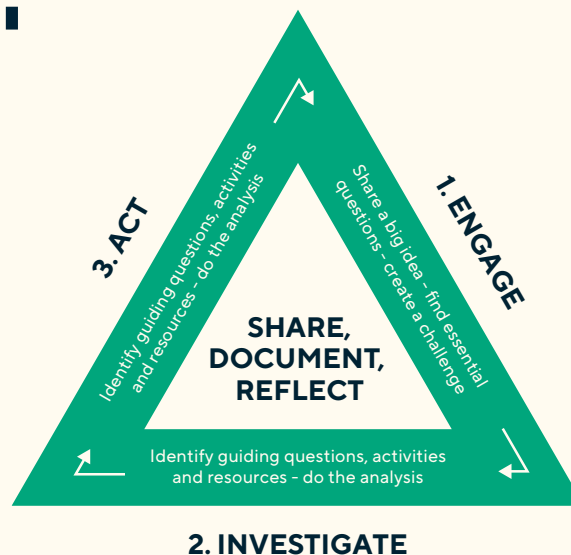 1. ENGAGE
Share a big idea - find essential
questions - create a challenge
2. INVESTIGATE
Identify guiding questions, activities
and resources - do the analysis
3. ACT
Identify guiding questions, activities
and resources - do the analysis
SHARE,
DOCUMENT,
REFLECT